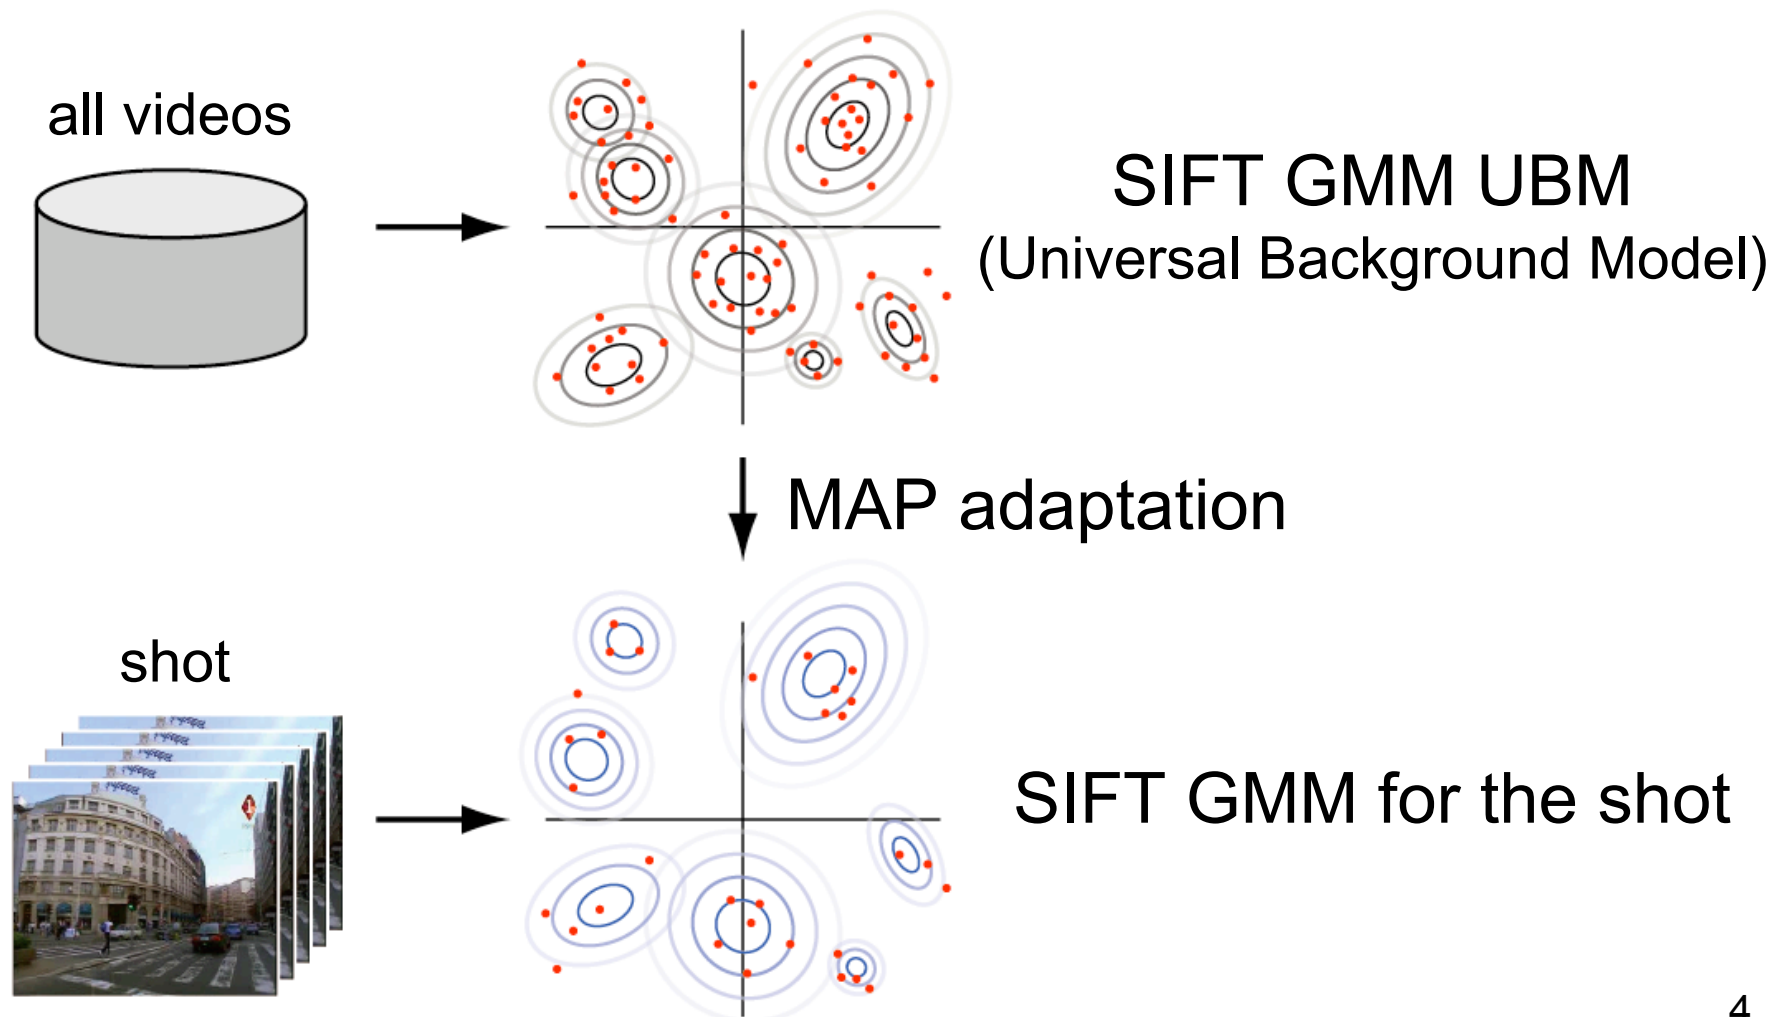 all videos
SIFT GMM UBM
(Universal Background Model)
MAP adaptation
shot
SIFT GMM for the shot
4